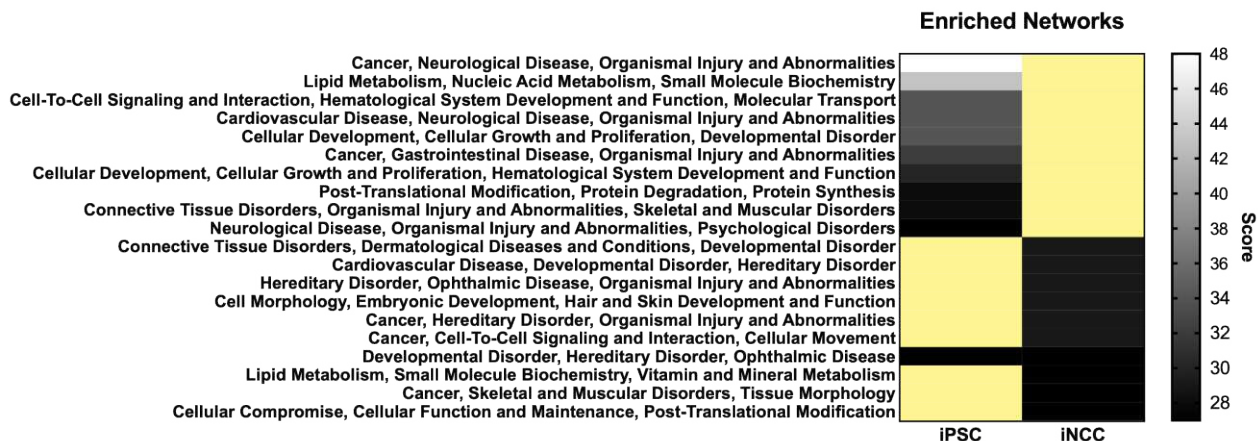 Enriched Networks
Cancer, Neurological Disease, Organismal Injury and Abnormalities
Lipid Metabolism, Nucleic Acid Metabolism, Small Molecule Biochemistry
Cell-To-Cell Signaling and Interaction, Hematological System Development and Function, Molecular Transport
Cardiovascular Disease, Neurological Disease, Organismal Injury and Abnormalities
Cellular Development, Cellular Growth and Proliferation, Developmental Disorder
Cancer, Gastrointestinal Disease, Organismal Injury and Abnormalities
Cellular Development, Cellular Growth and Proliferation, Hematological System Development and Function
Post-Translational Modification, Protein Degradation, Protein Synthesis
Connective Tissue Disorders, Organismal Injury and Abnormalities, Skeletal and Muscular Disorders
Neurological Disease, Organismal Injury and Abnormalities, Psychological Disorders
Connective Tissue Disorders, Dermatological Diseases and Conditions, Developmental Disorder
Cardiovascular Disease, Developmental Disorder, Hereditary Disorder
Hereditary Disorder, Ophthalmic Disease, Organismal Injury and Abnormalities
Cell Morphology, Embryonic Development, Hair and Skin Development and Function
Cancer, Hereditary Disorder, Organismal Injury and Abnormalities
Cancer, Cell-To-Cell Signaling and Interaction, Cellular Movement
Developmental Disorder, Hereditary Disorder, Ophthalmic Disease
Lipid Metabolism, Small Molecule Biochemistry, Vitamin and Mineral Metabolism
Cancer, Skeletal and Muscular Disorders, Tissue Morphology
Cellular Compromise, Cellular Function and Maintenance, Post-Translational Modification
iPSC
iNCC
48
46
44
42
40
38
36
34
32
30
28
Score